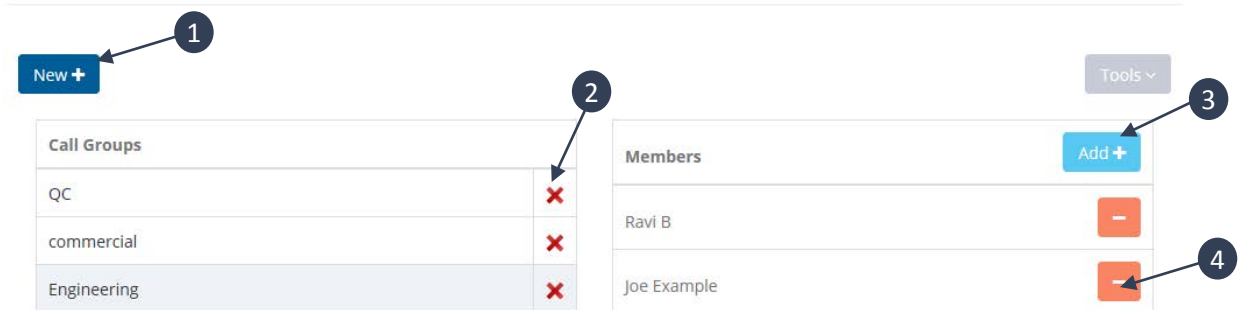 1
New +
2
Tools
3
Call Groups
Members
Add +
QC
Ravi B
commercial
4
Engineering
Joe Example